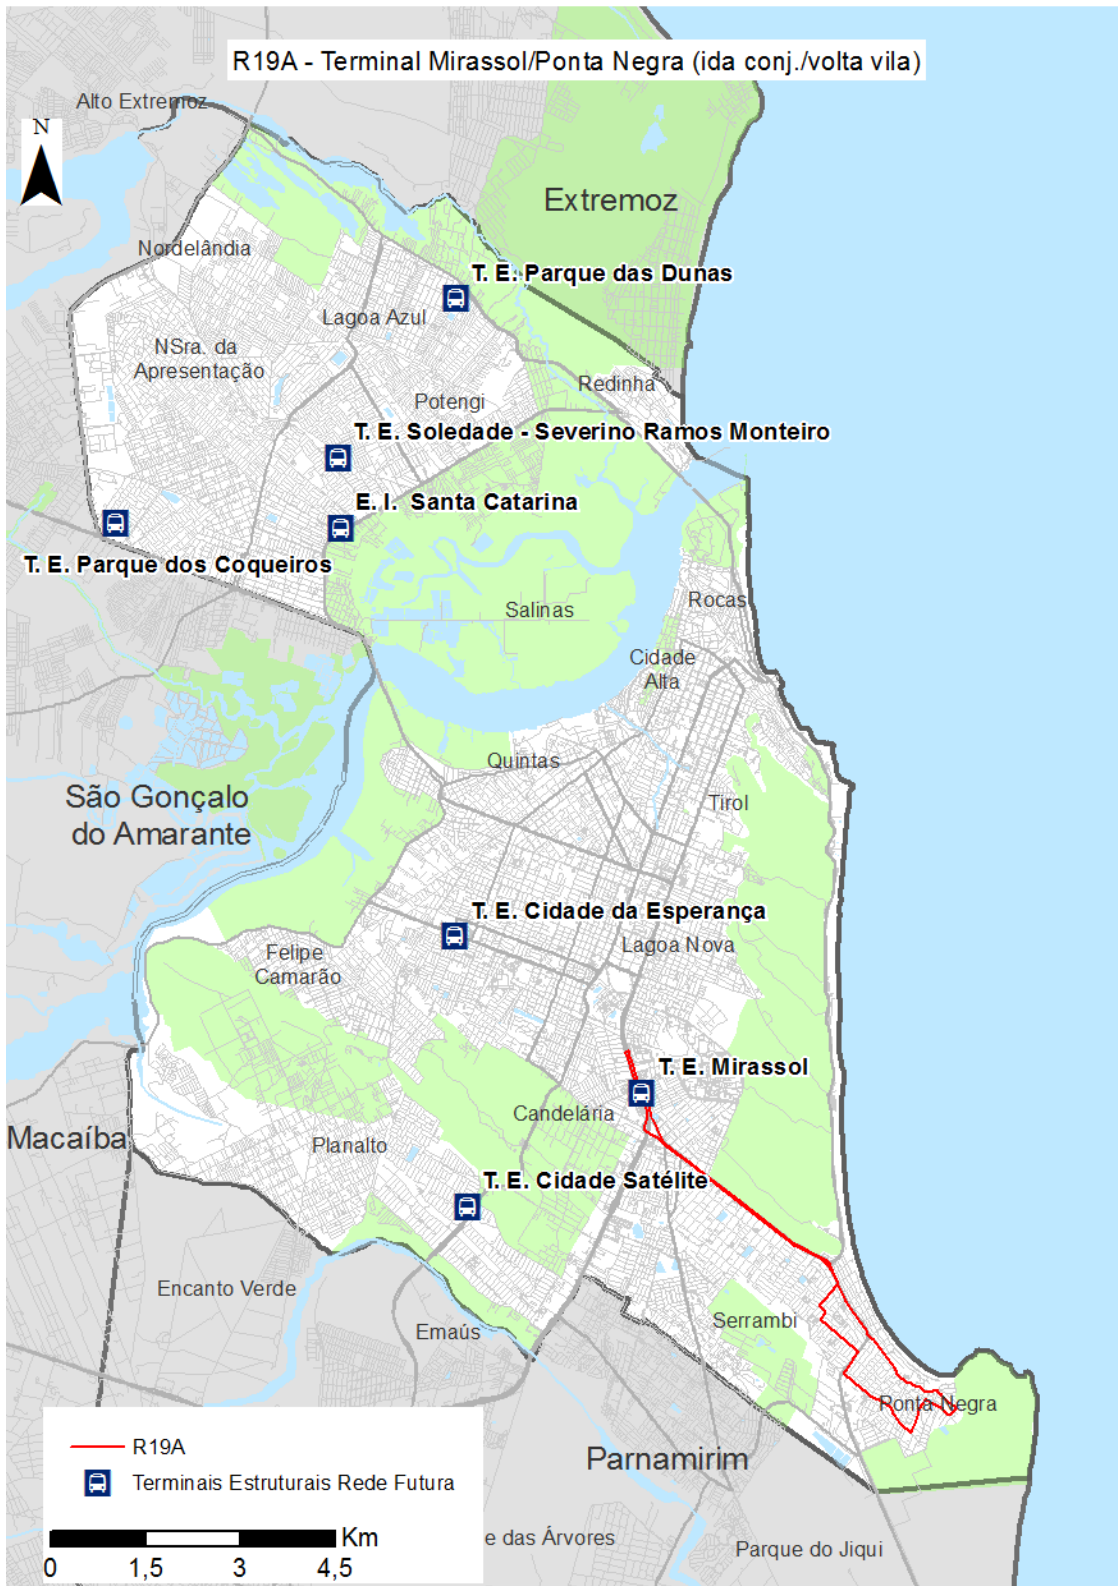 R19A - Terminal Mirassol/Ponta Negra (ida conj./volta vila)
Alto Extremoz
N
Extremoz
Nordelândia
T. E. Parque das Dunas
Lagoa Azul
NSra. da
Apresentação
Redinha
Potengi
T. E. Soledade - Severino Ramos Monteiro
E. I. Santa Catarina
T. E. Parque dos Coqueiros
Salinas
Rocas
Cidade
Alta
Quintas
São Gonçalo
do Amarante
Tirol
T. E. Cidade da Esperança
Lagoa Nova
Felipe
Camarão
T. E. Mirassol
Candelária
Macaíba
Planalto
T. E. Cidade Satélite
Encanto Verde
Serrambi
Emaús
Ponta Negra
Parnamirim
R19A
Terminais Estruturais Rede Futura
Km
0 1,5 3 4,5
e das Árvores
Parque do Jiqui